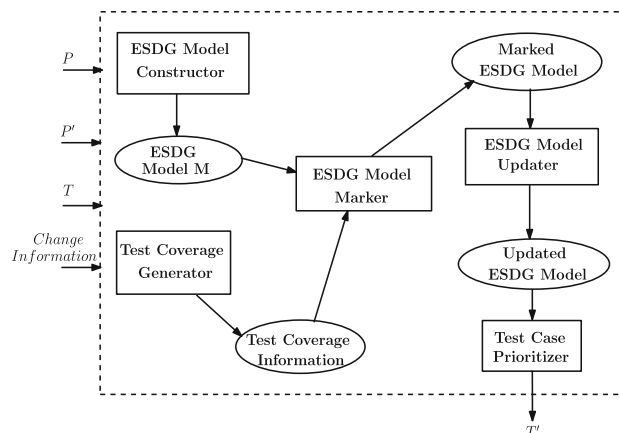 P
P′
T
Change
Information
ESDG Model
Constructor
ESDG
Model M
Test Coverage
Generator
Test Coverage
Information
ESDG Model
Marker
Marked
ESDG Model
ESDG Model
Updater
Updated
ESDG Model
Test Case
Prioritizer
T′